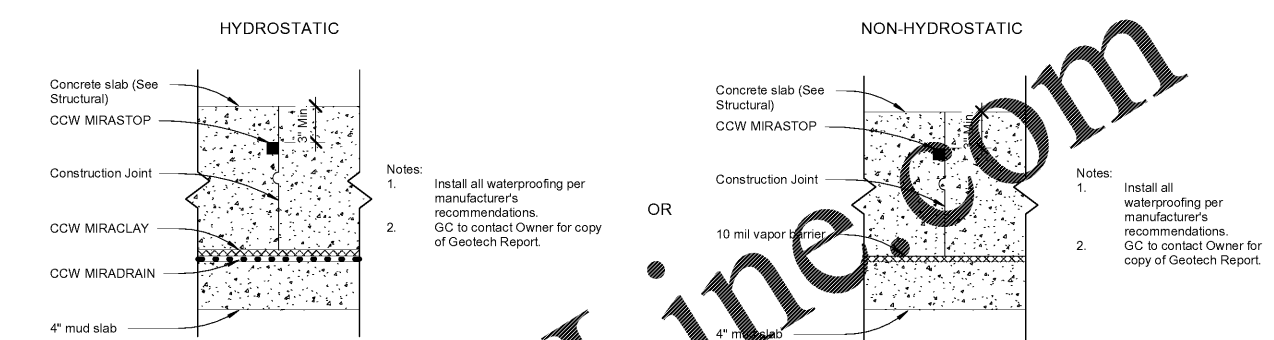 HYDROSTATIC
Concrete slab (See
Structural)
CCW MIRASTOP
3" Min.
Construction Joint
CCW MIRACLAY
CCW MIRADRAIN
4" mud slab
Notes:
1. Install all waterproofing per
manufacturer's
recommendations.
2. GC to contact Owner for copy
of Geotech Report.
OR
NON-HYDROSTATIC
Concrete slab (See
Structural)
CCW MIRASTOP
Construction Joint
10 mil vapor barrier
4" mud slab
Notes:
1. Install all
waterproofing per
manufacturer's
recommendations.
2. GC to contact Owner for
copy of Geotech Report.